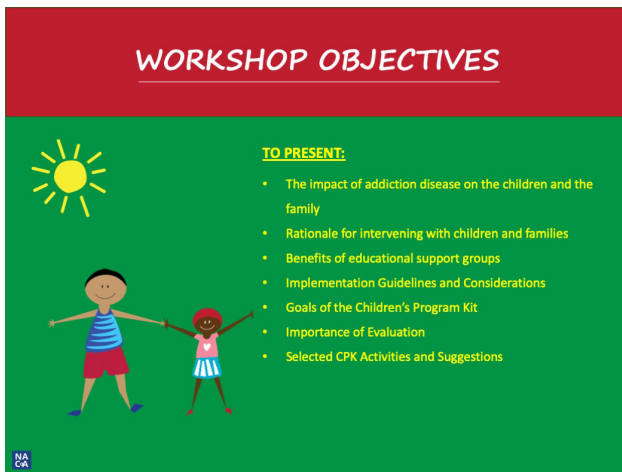 WORKSHOP OBJECTIVES
TO PRESENT:
• The impact of addiction disease on the children and the
family
• Rationale for intervening with children and families
• Benefits of educational support groups
• Implementation Guidelines and Considerations
• Goals of the Children's Program Kit
• Importance of Evaluation
• Selected CPK Activities and Suggestions
NA
CoA